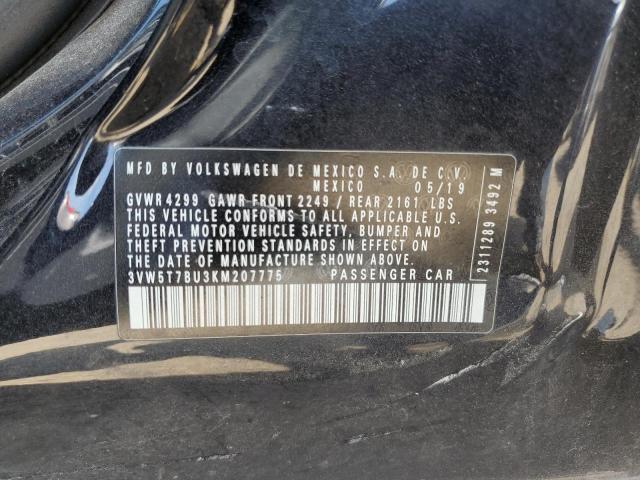 MFD BY VOLKSWAGEN DE MEXICO S.A. DE C.V.
MEXICO 05/19
GVWR 4299 GAWR-FRONT 2249 / REAR 2161 LBS
THIS VEHICLE CONFORMS TO ALL APPLICABLE U.S.
FEDERAL MOTOR VEHICLE SAFETY, BUMPER AND
THEFT PREVENTION STANDARDS IN EFFECT ON
THE DATE OF MANUFACTURE SHOWN ABOVE.
3VW5T7BU3KM207775 PASSENGER CAR
2311289 3492 M